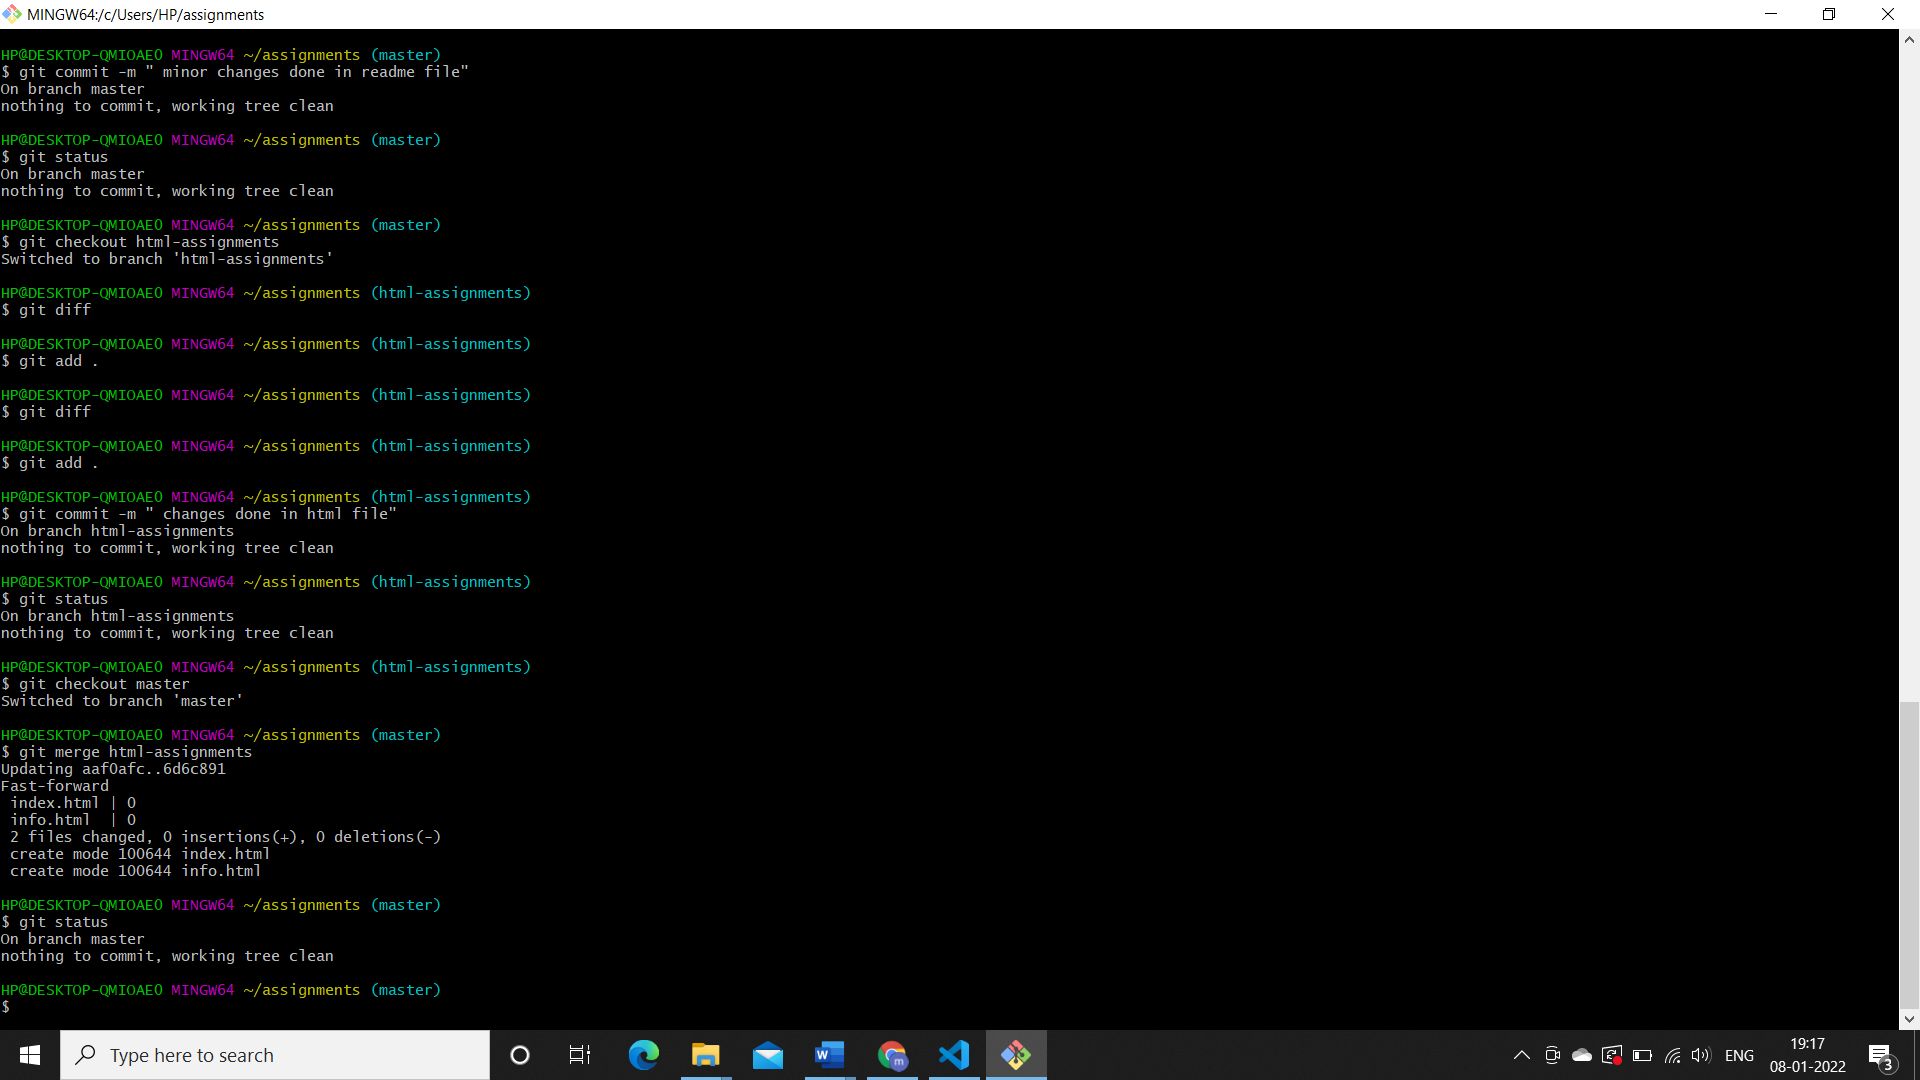 MINGW64:/c/Users/HP/assignments
HP@DESKTOP-QMIOAEO MINGW64 ~/assignments (master)
$ git commit -m " minor changes done in readme file"
On branch master
nothing to commit, working tree clean
HP@DESKTOP-QMIOAEO MINGW64 ~/assignments (master)
$ git status
On branch master
nothing to commit, working tree clean
HP@DESKTOP-QMIOAEO MINGW64 ~/assignments (master)
$ git checkout html-assignments
Switched to branch 'html-assignments'
HP@DESKTOP-QMIOAEO MINGW64 ~/assignments (html-assignments)
$ git diff
HP@DESKTOP-QMIOAEO MINGW64 ~/assignments (html-assignments)
$ git add .
HP@DESKTOP-QMIOAEO MINGW64 ~/assignments (html-assignments)
$ git diff
HP@DESKTOP-QMIOAEO MINGW64 ~/assignments (html-assignments)
$ git add .
HP@DESKTOP-QMIOAEO MINGW64 ~/assignments (html-assignments)
$ git commit -m " changes done in html file"
On branch html-assignments
nothing to commit, working tree clean
HP@DESKTOP-QMIOAEO MINGW64 ~/assignments (html-assignments)
$ git status
On branch html-assignments
nothing to commit, working tree clean
HP@DESKTOP-QMIOAEO MINGW64 ~/assignments (html-assignments)
$ git checkout master
Switched to branch 'master'
HP@DESKTOP-QMIOAEO MINGW64 ~/assignments (master)
$ git merge html-assignments
Updating aaf0afc..6d6c891
Fast-forward
index.html | 0
info.html | 0
2 files changed, 0 insertions(+), 0 deletions(-)
create mode 100644 index.html
create mode 100644 info.html
HP@DESKTOP-QMIOAEO MINGW64 ~/assignments (master)
$ git status
On branch master
nothing to commit, working tree clean
HP@DESKTOP-QMIOAEO MINGW64 ~/assignments (master)
$
Type here to search
W
m
ENG
19:17
08-01-2022
3